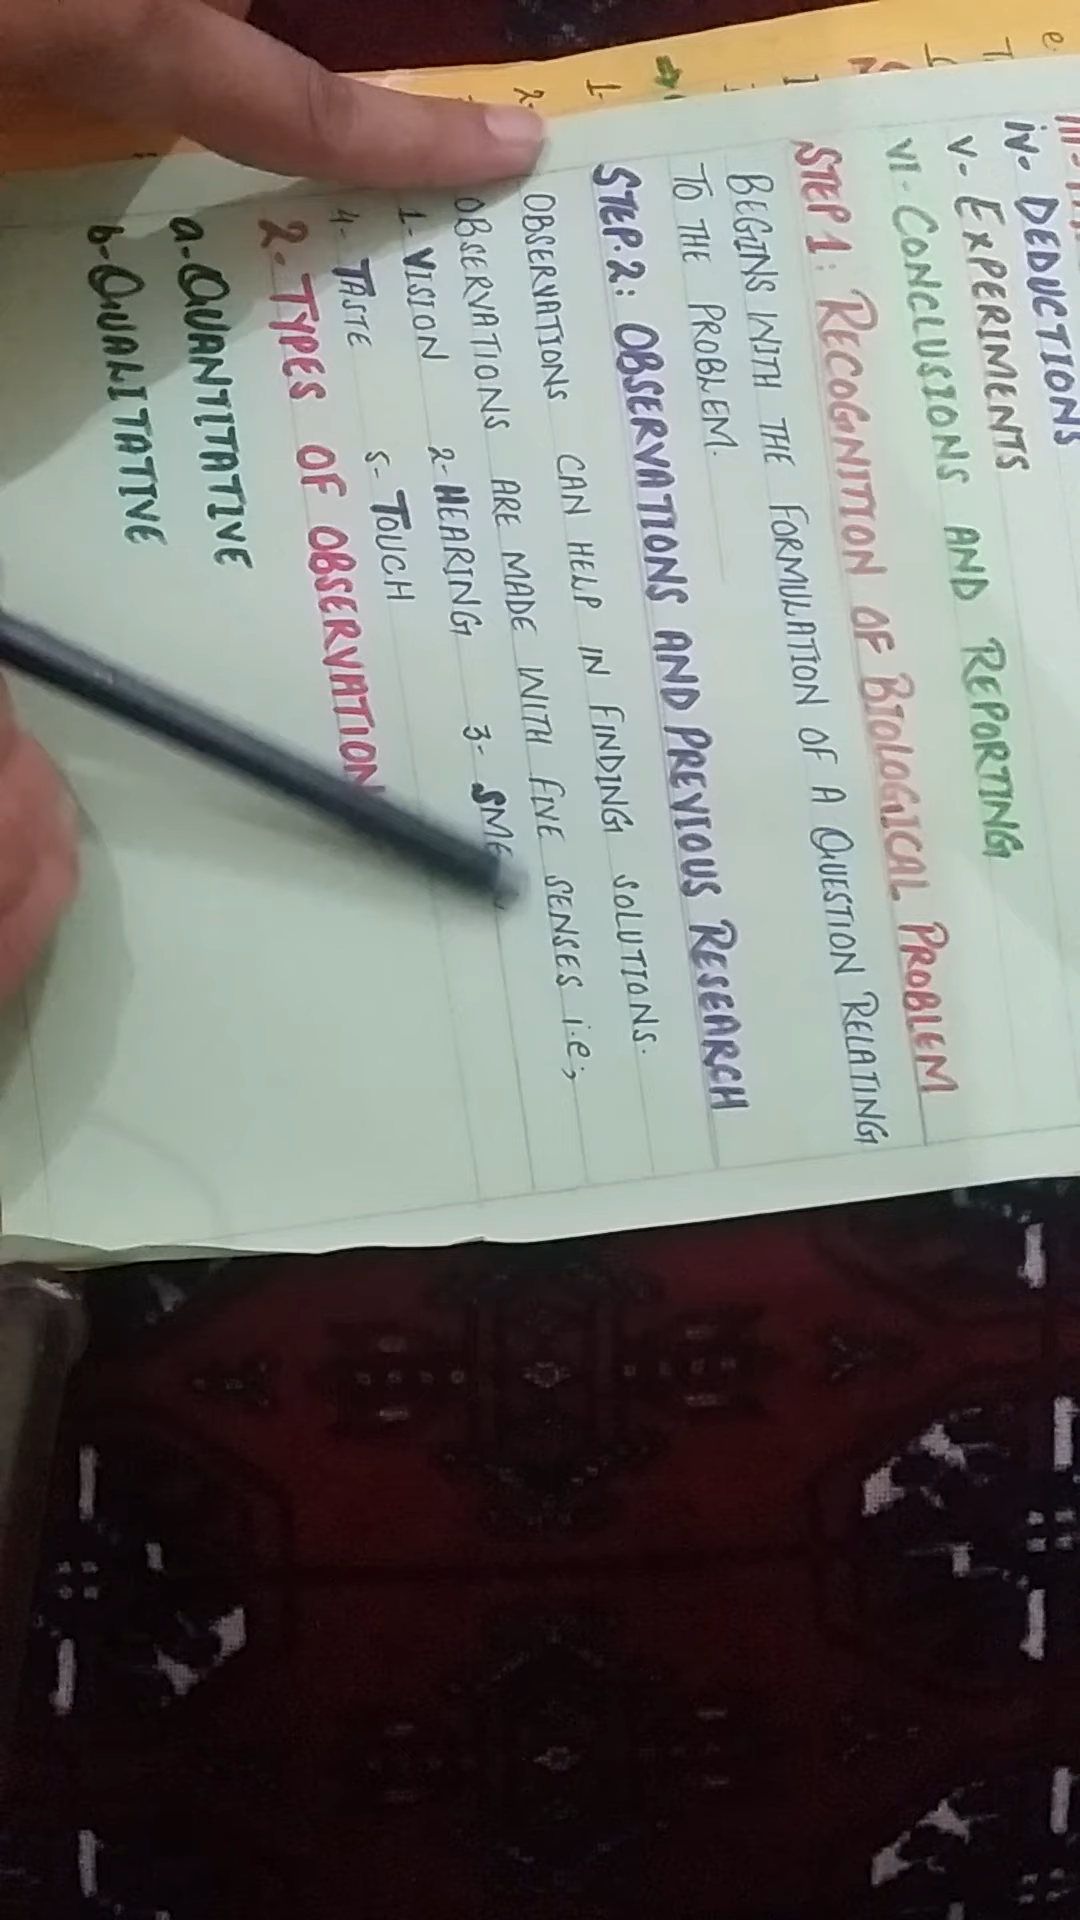 iv. DEDUCTIONS
v- EXPERIMENTS
vi- CONCLUSIONS AND REPORTING
STEP 1: RECOGNITION OF BIOLOGICAL PROBLEM
BEGINS WITH THE FORMULATION OF A QUESTION RELATING
TO THE PROBLEM.
STEP.2: OBSERVATIONS AND PREVIOUS RESEARCH
OBSERVATIONS CAN HELP IN FINDING SOLUTIONS.
OBSERVATIONS ARE MADE WITH FIVE SENSES i.e;
1- VISION 2- HEARING 3-
4- TASTE 5- TOUCH
2- TYPES OF OBSERVATION
a- QUANTITATIVE
b- QUALITATIVE